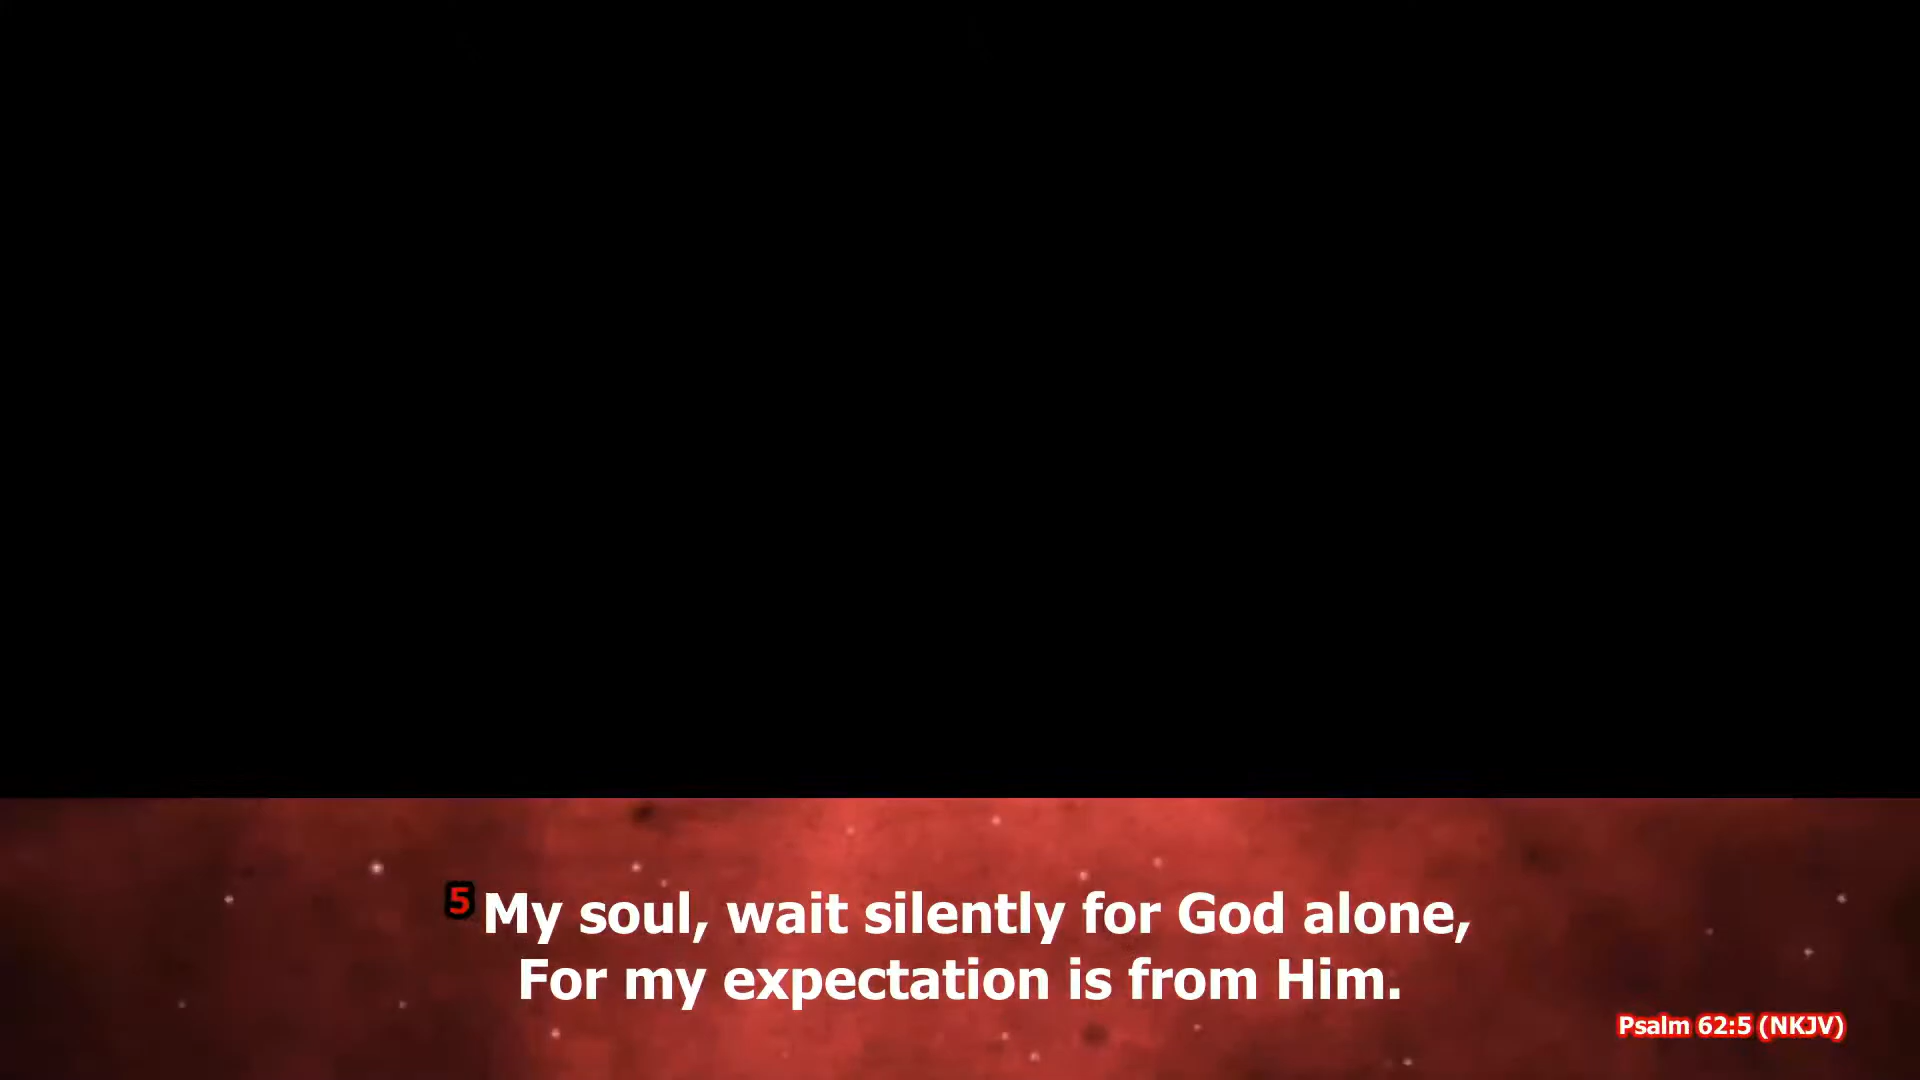 5 My soul, wait silently for God alone,
For my expectation is from Him.
Psalm 62:5 (NKJV)